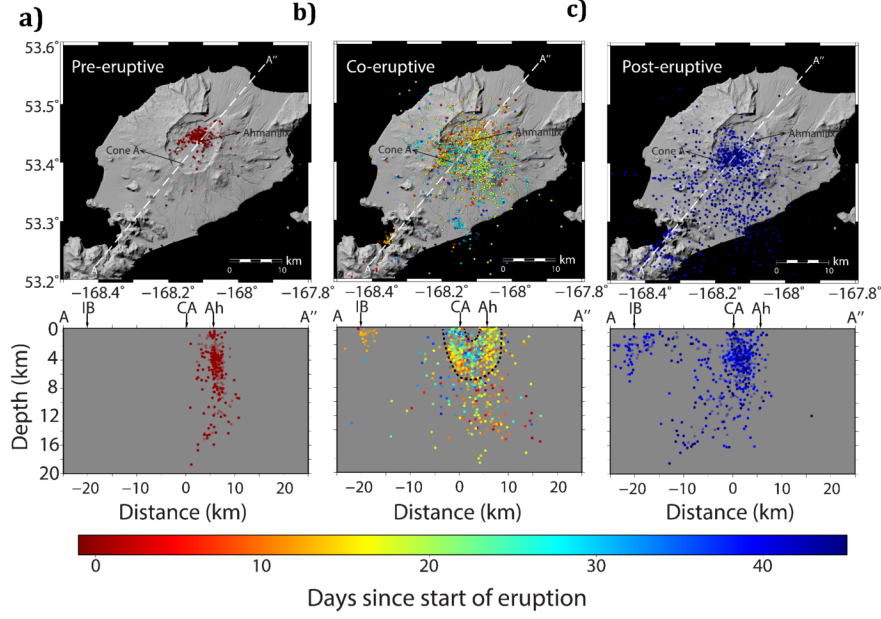 a)
b)
c)
53.6°
53.5°
53.4°
53.3°
53.2°
Pre-eruptive
A''
Ahmanilix
Cone A
0 10
km
Co-eruptive
A''
Ahmanilix
Cone A
A
0 10
km
Post-eruptive
Ahmanilix
Cone A
0 10
km
−168.4 −168.2 −168° −167.8
−168.4 −168.2 −168° −167.8
−168.4 −168.2 −168° −167.8°
A IB CA Ah A''
IB CA Ah
A IB CA Ah A''
Depth (km)
0
4
8
12
16
20
−20 −10 0 10 20
−20 −10 0 10 20
−20 −10 0 10 20
Distance (km)
Distance (km)
Distance (km)
0 10 20 30 40
Days since start of eruption